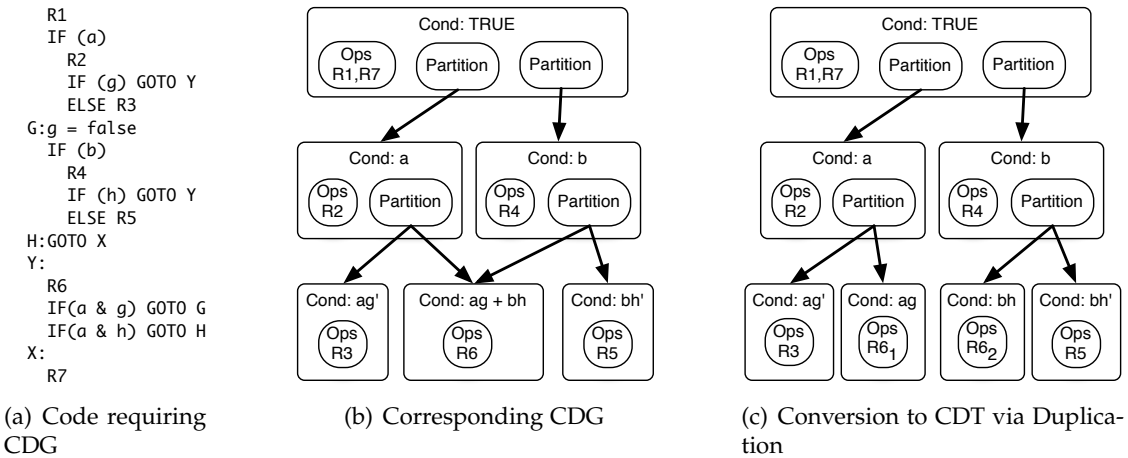 R1
IF (a)
R2
IF (g) GOTO Y
ELSE R3
G:g = false
IF (b)
R4
IF (h) GOTO Y
ELSE R5
H:GOTO X
Y:
R6
IF(a & g) GOTO G
IF(a & h) GOTO H
X:
R7
(a) Code requiring
CDG
Cond: TRUE
Ops
R1,R7
Partition
Partition
Cond: a
Ops
R2
Partition
Cond: b
Ops
R4
Partition
Cond: ag'
Ops
R3
Cond: ag + bh
Ops
R6
Cond: bh'
Ops
R5
(b) Corresponding CDG
Cond: TRUE
Ops
R1,R7
Partition
Partition
Cond: a
Ops
R2
Partition
Cond: b
Ops
R4
Partition
Cond: ag'
Ops
R3
Cond: ag
Ops
R6₁
Cond: bh
Ops
R6₂
Cond: bh'
Ops
R5
(c) Conversion to CDT via Duplica-
tion